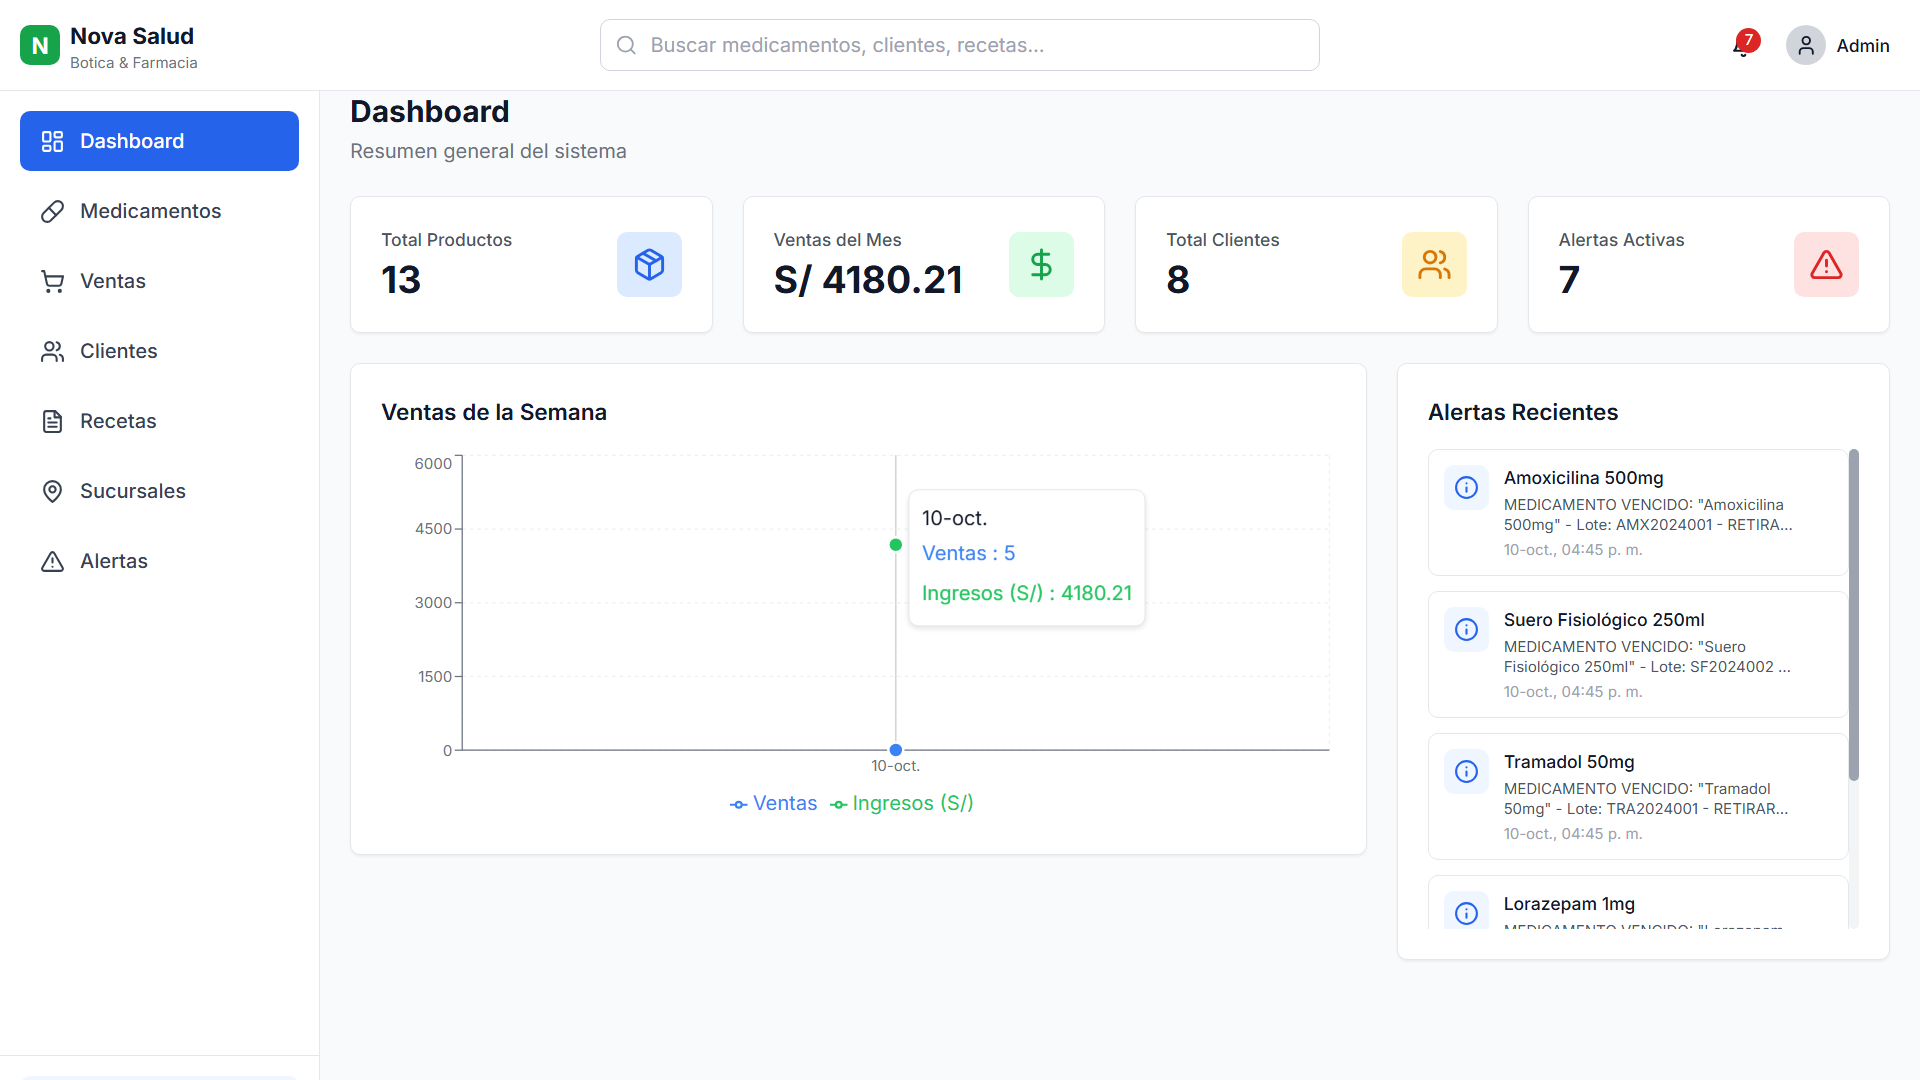 N
Nova Salud
Botica & Farmacia
Buscar medicamentos, clientes, recetas...
7
Admin
Dashboard
Medicamentos
Ventas
Clientes
Recetas
Sucursales
Alertas
Dashboard
Resumen general del sistema
Total Productos
13
Ventas del Mes
S/ 4180.21
Total Clientes
8
Alertas Activas
7
Ventas de la Semana
6000
4500
3000
1500
0
10-oct.
10-oct.
Ventas : 5
Ingresos (S/) : 4180.21
Ventas
Ingresos (S/)
Alertas Recientes
Amoxicilina 500mg
MEDICAMENTO VENCIDO: "Amoxicilina
500mg" - Lote: AMX2024001 - RETIRA...
10-oct., 04:45 p. m.
Suero Fisiológico 250ml
MEDICAMENTO VENCIDO: "Suero
Fisiológico 250ml" - Lote: SF2024002 ...
10-oct., 04:45 p. m.
Tramadol 50mg
MEDICAMENTO VENCIDO: "Tramadol
50mg" - Lote: TRA2024001 - RETIRAR...
10-oct., 04:45 p. m.
Lorazepam 1mg
MEDICAMENTO VENCIDO: "Lorazepam